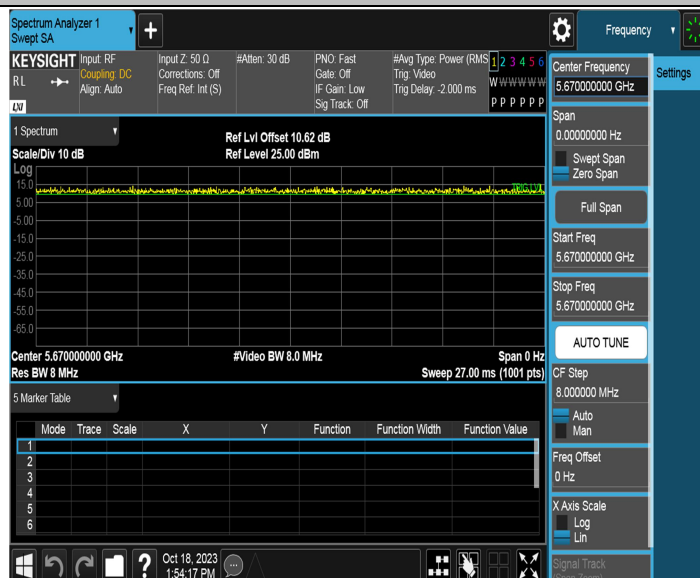 Spectrum Analyzer 1
Swept SA
+
Frequency
KEYSIGHT
RL
LXI
Input: RF
Coupling: DC
Align: Auto
Input Z: 50 Ω
Corrections: Off
Freq Ref: Int (S)
#Atten: 30 dB
PNO: Fast
Gate: Off
IF Gain: Low
Sig Track: Off
#Avg Type: Power (RMS
Trig: Video
Trig Delay: -2.000 ms
1 2 3 4 5 6
W W W W W W
P P P P P P
Center Frequency
5.670000000 GHz
Settings
Span
0.00000000 Hz
Swept Span
Zero Span
Full Span
Start Freq
5.670000000 GHz
Stop Freq
5.670000000 GHz
AUTO TUNE
CF Step
8.000000 MHz
Auto
Man
Freq Offset
0 Hz
X Axis Scale
Log
Lin
Signal Track
1 Spectrum
Scale/Div 10 dB
Ref Lvl Offset 10.62 dB
Ref Level 25.00 dBm
Log
15.0
5.00
-5.00
-15.0
-25.0
-35.0
-45.0
-55.0
-65.0
TRIG LVL
Center 5.670000000 GHz
#Video BW 8.0 MHz
Span 0 Hz
Res BW 8 MHz
Sweep 27.00 ms (1001 pts)
5 Marker Table
Mode Trace Scale X Y Function Function Width Function Value
1
2
3
4
5
6
?
Oct 18, 2023
1:54:17 PM